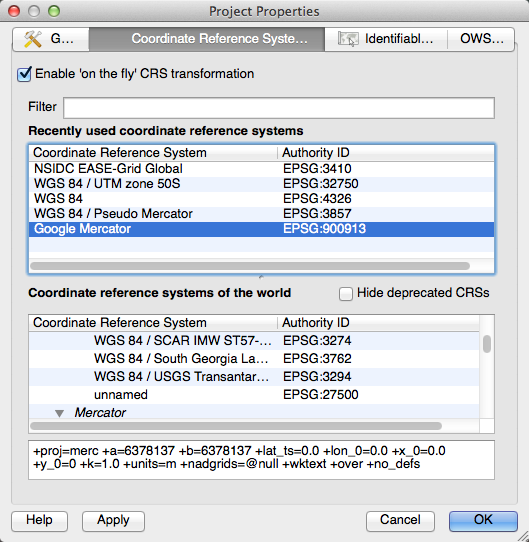 Project Properties
G... Coordinate Reference Syste... Identifiabl... OWS...
Enable 'on the fly' CRS transformation
Filter
Recently used coordinate reference systems
Coordinate Reference System Authority ID
NSIDC EASE-Grid Global EPSG:3410
WGS 84 / UTM zone 50S EPSG:32750
WGS 84 EPSG:4326
WGS 84 / Pseudo Mercator EPSG:3857
Google Mercator EPSG:900913
Coordinate reference systems of the world Hide deprecated CRSs
Coordinate Reference System Authority ID
WGS 84 / SCAR IMW ST57-... EPSG:3274
WGS 84 / South Georgia La... EPSG:3762
WGS 84 / USGS Transantar... EPSG:3294
unnamed EPSG:27500
Mercator
+proj=merc +a=6378137 +b=6378137 +lat_ts=0.0 +lon_0=0.0 +x_0=0.0
+y_0=0 +k=1.0 +units=m +nadgrids=@null +wktext +over +no_defs
Help Apply Cancel OK